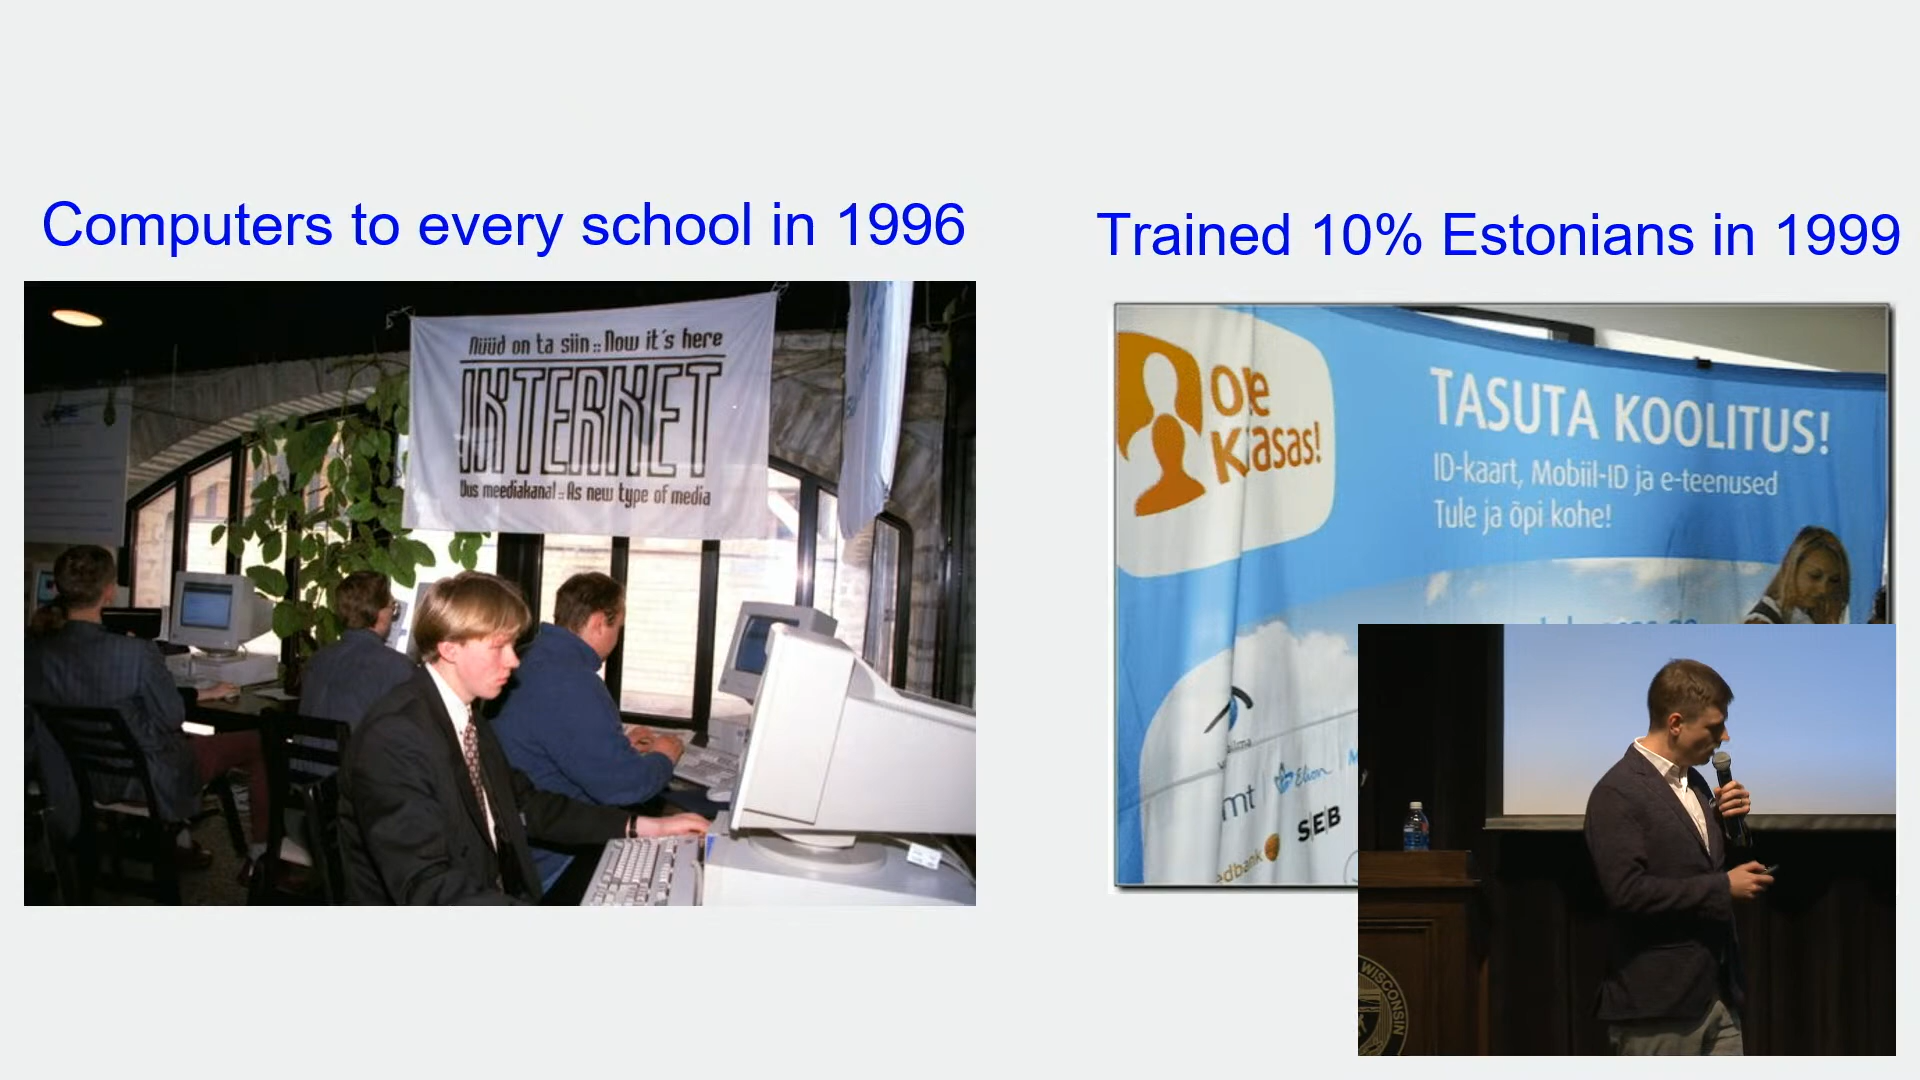 Computers to every school in 1996
Trained 10% Estonians in 1999
Nüüd on ta siin :: Now it's here
INTERNET
Uus meediakanal :: As new type of media
Ole
Kaasas!
TASUTA KOOLITUS!
ID-kaart, Mobiil-ID ja e-teenused
Tule ja õpi kohe!
Elion
SEB
WISCONSIN